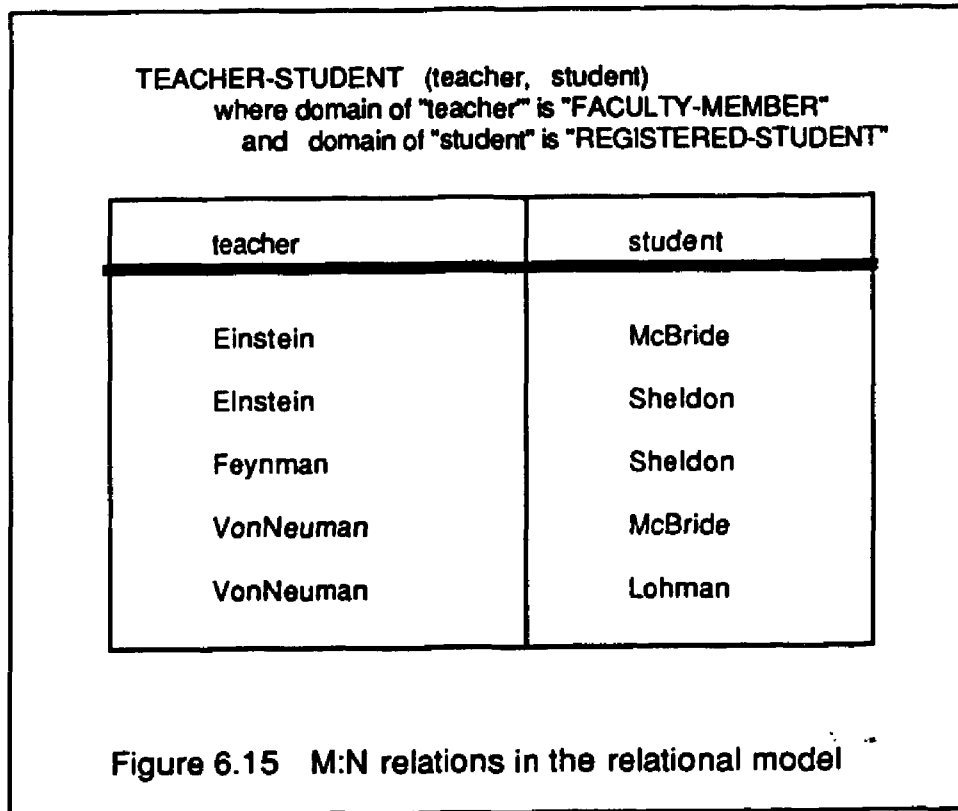 TEACHER-STUDENT (teacher, student)
where domain of "teacher" is "FACULTY-MEMBER"
and domain of "student" is "REGISTERED-STUDENT"
teacher student
Einstein McBride
Einstein Sheldon
Feynman Sheldon
VonNeuman McBride
VonNeuman Lohman
Figure 6.15 M:N relations in the relational model